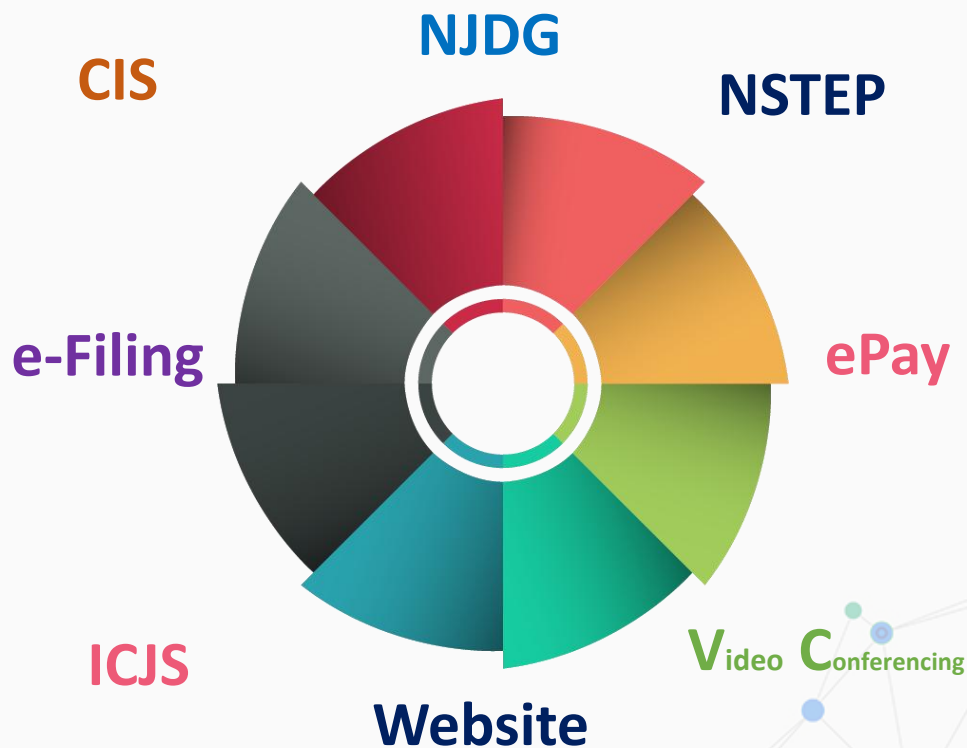 NJDG
CIS
NSTEP
e-Filing
ePay
ICJS
Video Conferencing
Website